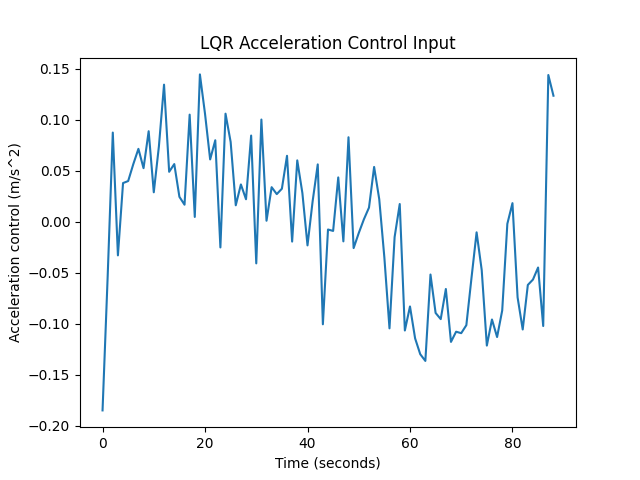 LQR Acceleration Control Input
0.15
0.10
0.05
0.00
−0.05
−0.10
−0.15
−0.20
Acceleration control (m/s^2)
0 20 40 60 80
Time (seconds)